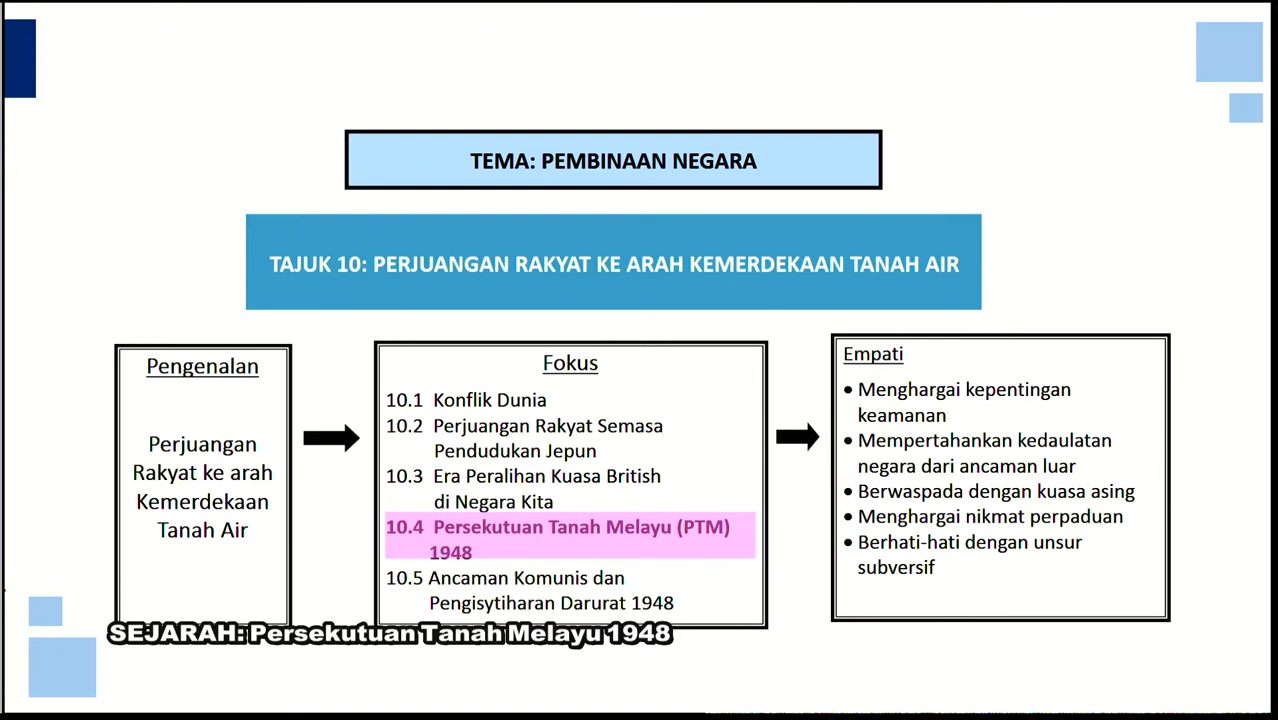 TEMA: PEMBINAAN NEGARA
TAJUK 10: PERJUANGAN RAKYAT KE ARAH KEMERDEKAAN TANAH AIR
Pengenalan
Perjuangan
Rakyat ke arah
Kemerdekaan
Tanah Air
Fokus
10.1 Konflik Dunia
10.2 Perjuangan Rakyat Semasa
Pendudukan Jepun
10.3 Era Peralihan Kuasa British
di Negara Kita
10.4 Persekutuan Tanah Melayu (PTM)
1948
10.5 Ancaman Komunis dan
Pengisytiharan Darurat 1948
Empati
• Menghargai kepentingan
keamanan
• Mempertahankan kedaulatan
negara dari ancaman luar
• Berwaspada dengan kuasa asing
• Menghargai nikmat perpaduan
• Berhati-hati dengan unsur
subversif
SEJARAH: Persekutuan Tanah Melayu 1948